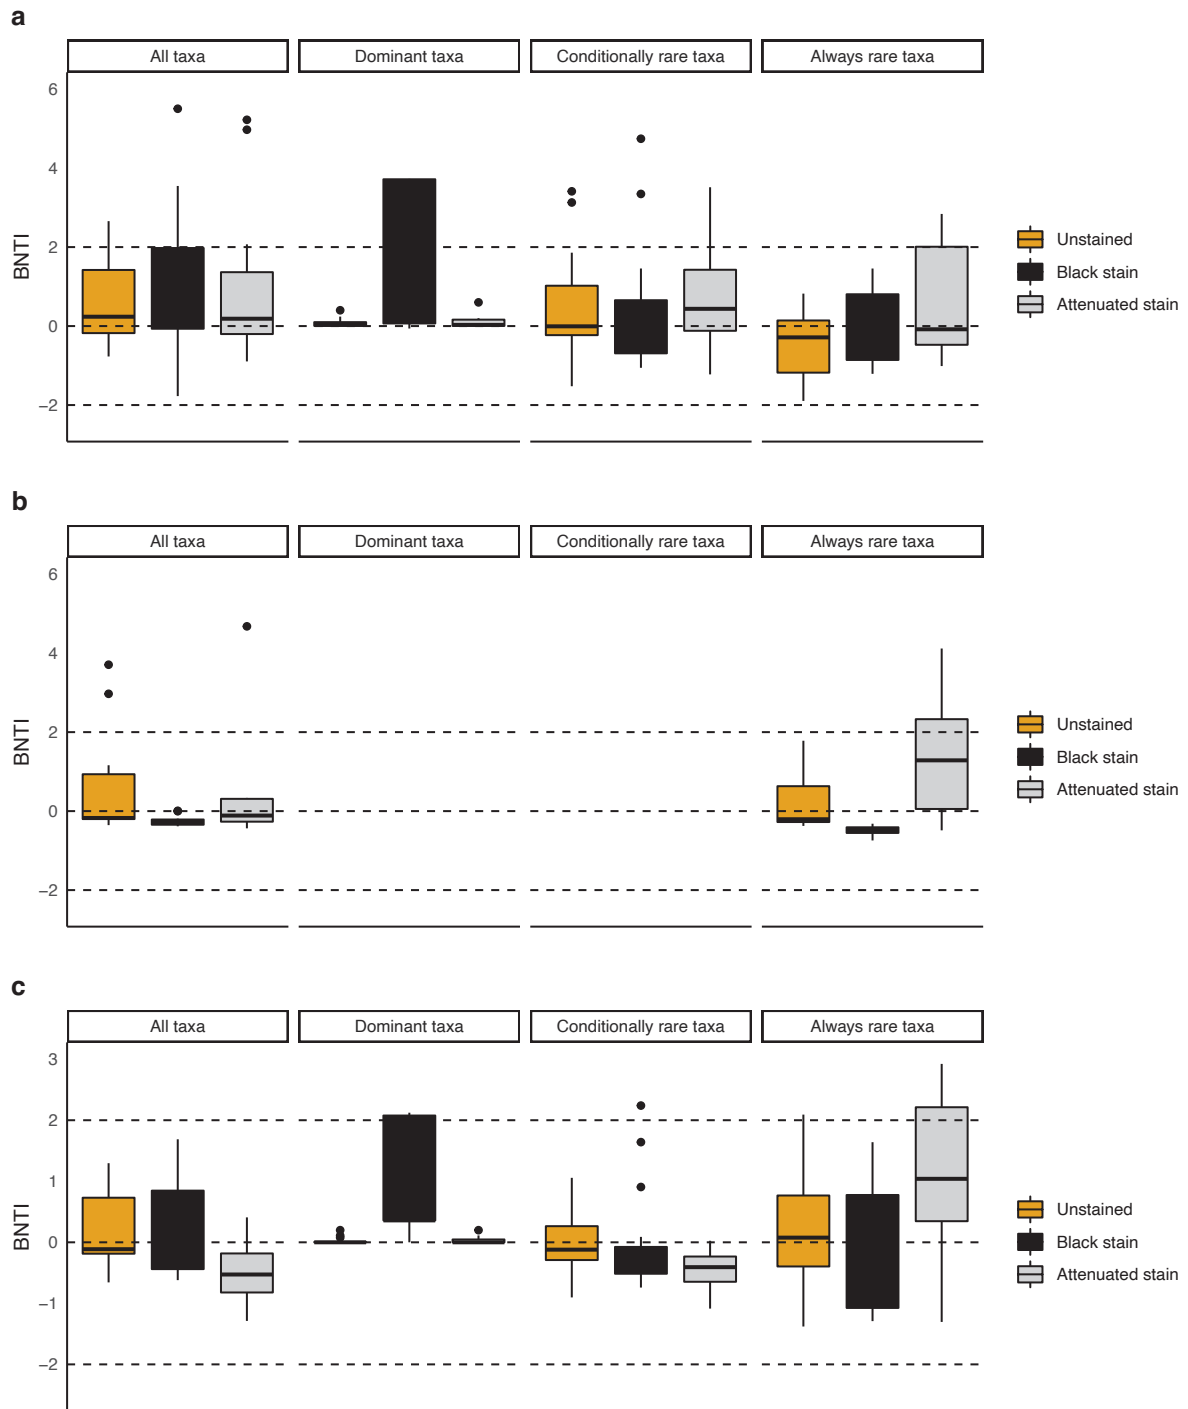 a
All taxa Dominant taxa Conditionally rare taxa Always rare taxa
6
4
2
0
−2
BNTI
Unstained
Black stain
Attenuated stain
b
All taxa Dominant taxa Conditionally rare taxa Always rare taxa
6
4
2
0
−2
BNTI
Unstained
Black stain
Attenuated stain
c
All taxa Dominant taxa Conditionally rare taxa Always rare taxa
3
2
1
0
−1
−2
BNTI
Unstained
Black stain
Attenuated stain